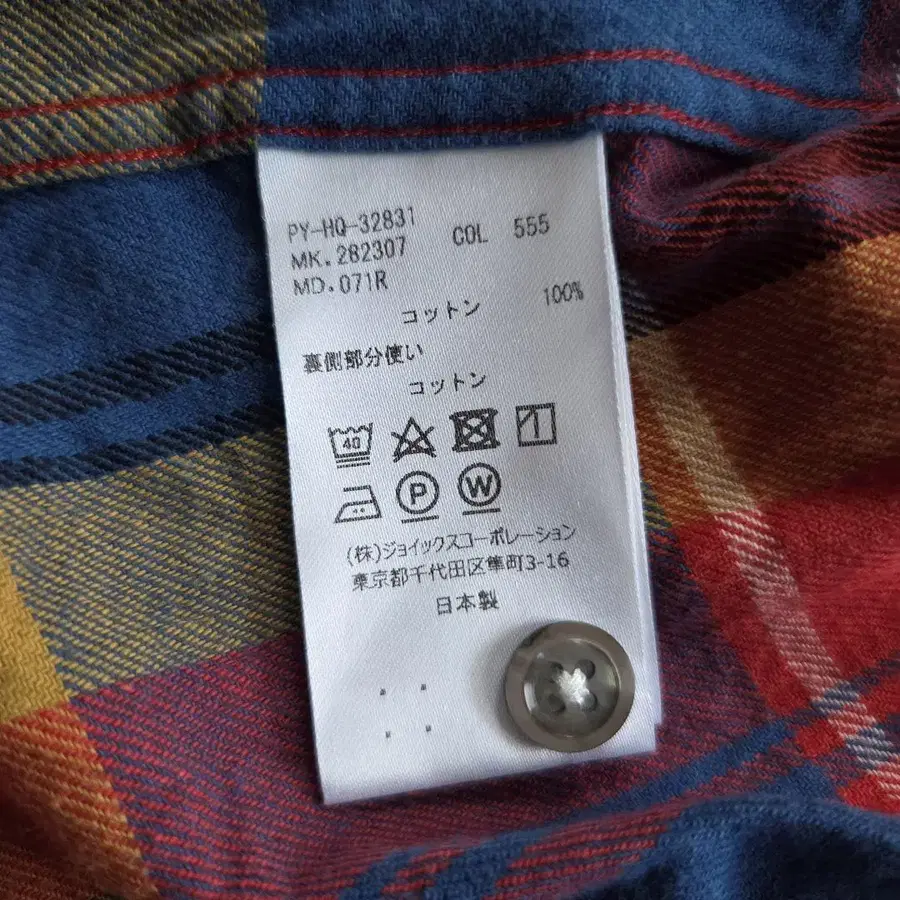 PY-HQ-32831
MK.282307 COL 555
MD.071R
コットン 100%
裏側部分使い
コットン
40
P W
(株)ジョイックスコーポレーション
東京都千代田区隼町3-16
日本製